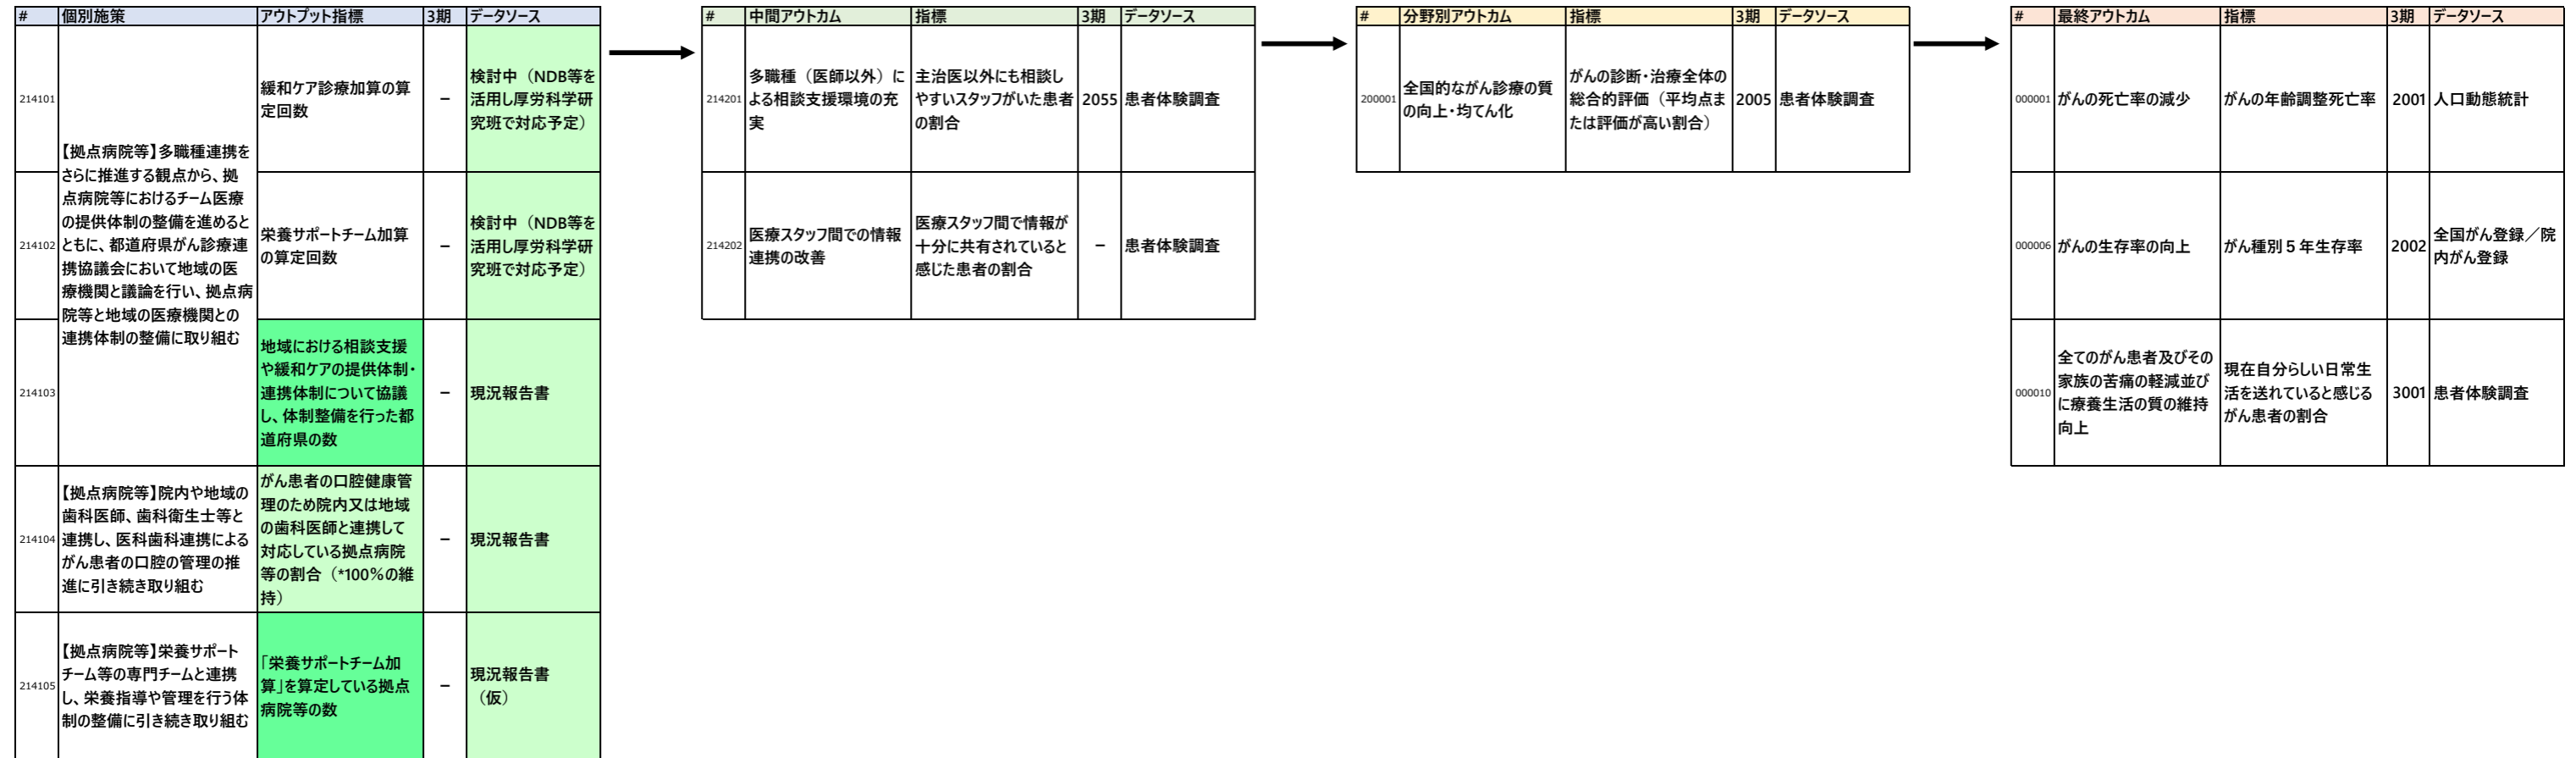 # 個別施策 アウトプット指標 3期 データソース
214101
【拠点病院等】多職種連携を
さらに推進する観点から、拠
点病院等におけるチーム医療
の提供体制の整備を進めると
ともに、都道府県がん診療連
携協議会において地域の医
療機関と議論を行い、拠点病
院等と地域の医療機関との
連携体制の整備に取り組む
緩和ケア診療加算の算
定回数
－
検討中（NDB等を
活用し厚労科学研
究班で対応予定）
214102
栄養サポートチーム加算
の算定回数
－
検討中（NDB等を
活用し厚労科学研
究班で対応予定）
214103
地域における相談支援
や緩和ケアの提供体制・
連携体制について協議
し、体制整備を行った都
道府県の数
－
現況報告書
214104
【拠点病院等】院内や地域の
歯科医師、歯科衛生士等と
連携し、医科歯科連携による
がん患者の口腔の管理の推
進に引き続き取り組む
がん患者の口腔健康管
理のため院内又は地域
の歯科医師と連携して
対応している拠点病院
等の割合（*100％の維
持）
－
現況報告書
214105
【拠点病院等】栄養サポート
チーム等の専門チームと連携
し、栄養指導や管理を行う体
制の整備に引き続き取り組む
「栄養サポートチーム加
算」を算定している拠点
病院等の数
－
現況報告書
（仮）
# 中間アウトカム 指標 3期 データソース
214201
多職種（医師以外）に
よる相談支援環境の充
実
主治医以外にも相談し
やすいスタッフがいた患者
の割合
2055
患者体験調査
214202
医療スタッフ間での情報
連携の改善
医療スタッフ間で情報が
十分に共有されていると
感じた患者の割合
－
患者体験調査
# 分野別アウトカム 指標 3期 データソース
200001
全国的ながん診療の質
の向上・均てん化
がんの診断・治療全体の
総合的評価（平均点ま
たは評価が高い割合）
2005
患者体験調査
# 最終アウトカム 指標 3期 データソース
000001
がんの死亡率の減少
がんの年齢調整死亡率
2001
人口動態統計
000006
がんの生存率の向上
がん種別５年生存率
2002
全国がん登録／院
内がん登録
000010
全てのがん患者及びその
家族の苦痛の軽減並び
に療養生活の質の維持
向上
現在自分らしい日常生
活を送れていると感じる
がん患者の割合
3001
患者体験調査